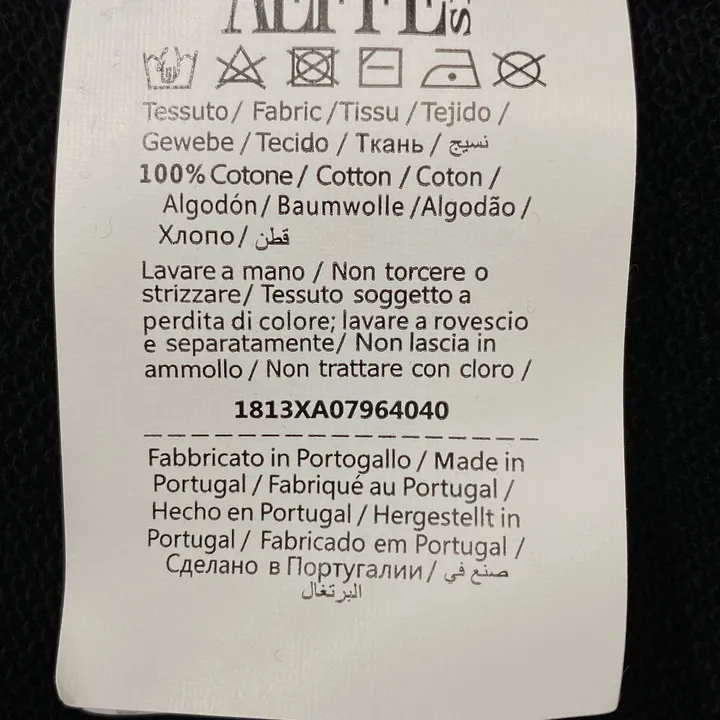 AEFFE
Tessuto/ Fabric /Tissu /Tejido /
Gewebe / Tecido / Ткань / نسيج
100% Cotone/ Cotton / Coton /
Algodón/ Baumwolle /Algodão /
Хлопо/ قطن
Lavare a mano / Non torcere o
strizzare/ Tessuto soggetto a
perdita di colore; lavare a rovescio
e separatamente/ Non lascia in
ammollo / Non trattare con cloro /
1813XA07964040
Fabbricato in Portogallo / Made in
Portugal / Fabriqué au Portugal /
Hecho en Portugal / Hergestellt in
Portugal / Fabricado em Portugal /
Сделано в Португалии/ صنع في
البرتغال